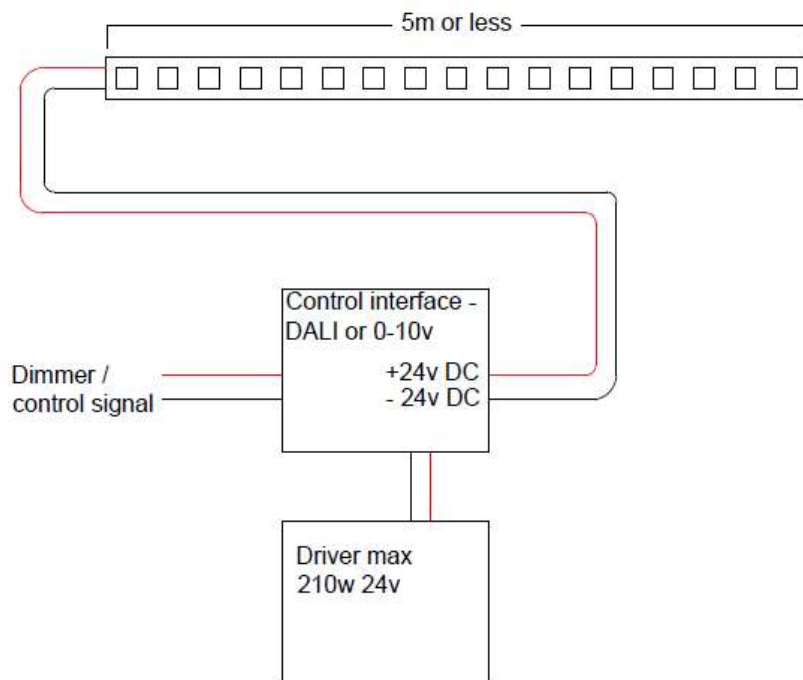 5m or less
Control interface -
DALI or 0-10v
+24v DC
- 24v DC
Dimmer /
control signal
Driver max
210w 24v